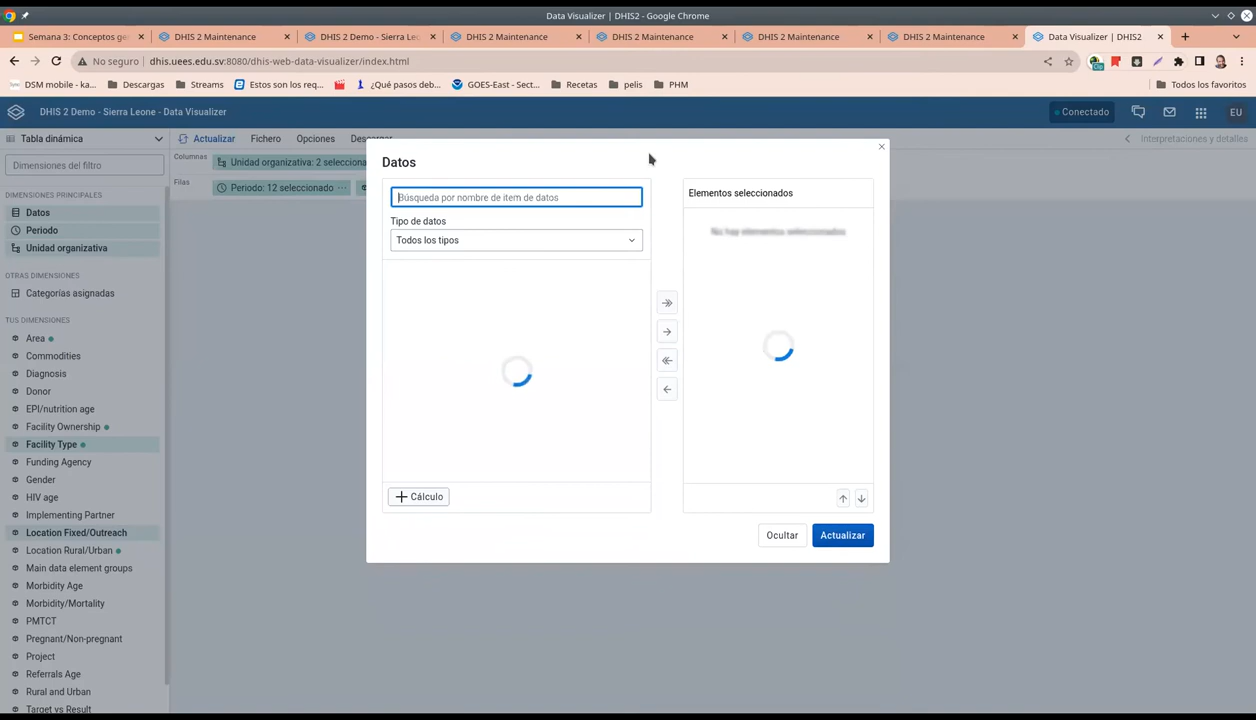 Data Visualizer | DHIS2 - Google Chrome
Semana 3: Conceptos ge
DHIS 2 Maintenance
DHIS 2 Demo - Sierra Leo
DHIS 2 Maintenance
DHIS 2 Maintenance
DHIS 2 Maintenance
DHIS 2 Maintenance
Data Visualizer | DHIS2
No seguro
dhis.uees.edu.sv:8080/dhis-web-data-visualizer/index.html
DSM mobile - ka...
Descargas
Streams
Estos son los req...
¿Qué pasos deb...
GOES-East - Sect...
Recetas
pelis
PHM
Todos los favoritos
DHIS 2 Demo - Sierra Leone - Data Visualizer
Conectado
EU
Tabla dinámica
Actualizar
Fichero
Opciones
Descargar
Interpretaciones y detalles
Dimensiones del filtro
Columnas
Unidad organizativa: 2 selecciona
Filas
Periodo: 12 seleccionado
DIMENSIONES PRINCIPALES
Datos
Periodo
Unidad organizativa
OTRAS DIMENSIONES
Categorías asignadas
TUS DIMENSIONES
Area
Commodities
Diagnosis
Donor
EPI/nutrition age
Facility Ownership
Facility Type
Funding Agency
Gender
HIV age
Implementing Partner
Location Fixed/Outreach
Location Rural/Urban
Main data element groups
Morbidity Age
Morbidity/Mortality
PMTCT
Pregnant/Non-pregnant
Project
Referrals Age
Rural and Urban
Target vs Result
Datos
Búsqueda por nombre de item de datos
Tipo de datos
Todos los tipos
Cálculo
Elementos seleccionados
No hay elementos seleccionados
Ocultar
Actualizar